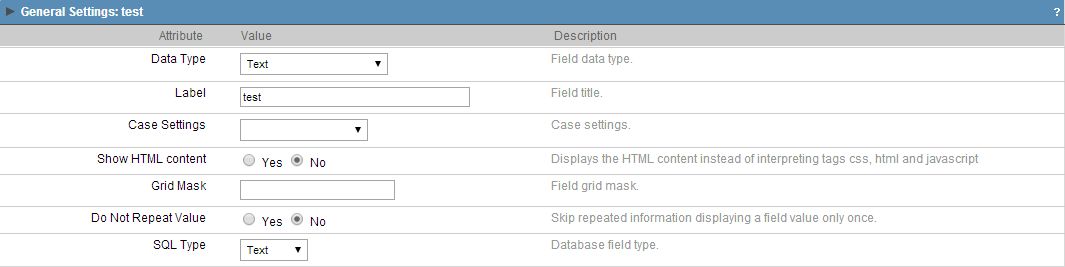 General Settings: test ?
Attribute Value Description
Data Type Text Field data type.
Label test Field title.
Case Settings Case settings.
Show HTML content Yes No Displays the HTML content instead of interpreting tags css, html and javascript
Grid Mask Field grid mask.
Do Not Repeat Value Yes No Skip repeated information displaying a field value only once.
SQL Type Text Database field type.